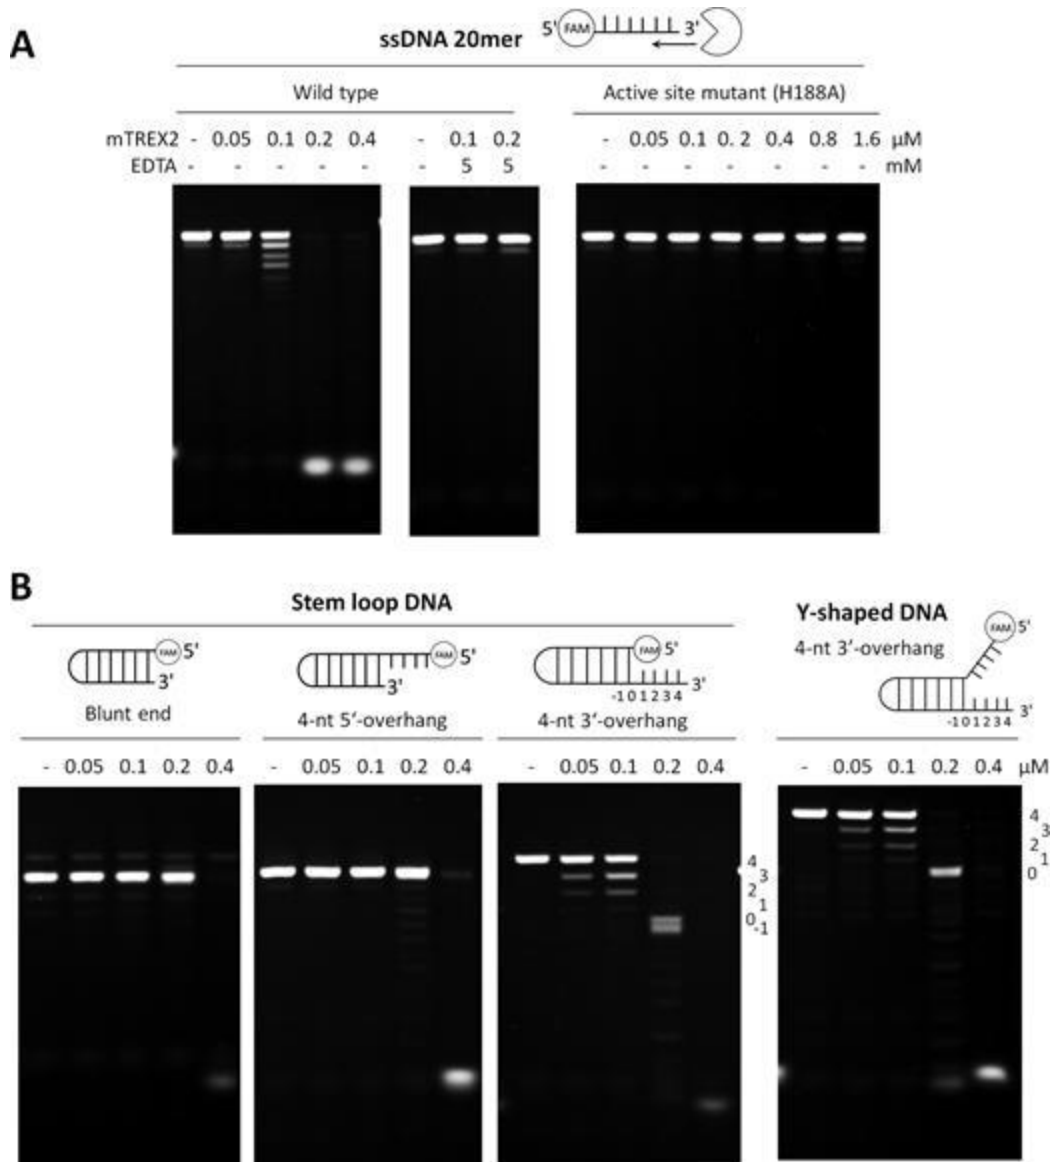 A
ssDNA 20mer 5' FAM 3'
Wild type Active site mutant (H188A)
mTREX2 - 0.05 0.1 0.2 0.4 - 0.1 0.2 - 0.05 0.1 0.2 0.4 0.8 1.6 µM
EDTA - - - - - - 5 5 - - - - - - - mM
B
Stem loop DNA
Y-shaped DNA
4-nt 3'-overhang
FAM 5'
3'
Blunt end
FAM 5'
3'
4-nt 5'-overhang
FAM 5'
3'
-1 0 1 2 3 4
4-nt 3'-overhang
FAM 5'
3'
-1 0 1 2 3 4
- 0.05 0.1 0.2 0.4 - 0.05 0.1 0.2 0.4 - 0.05 0.1 0.2 0.4 - 0.05 0.1 0.2 0.4 µM
4
3
2
1
0
-1
4
3
2
1
0